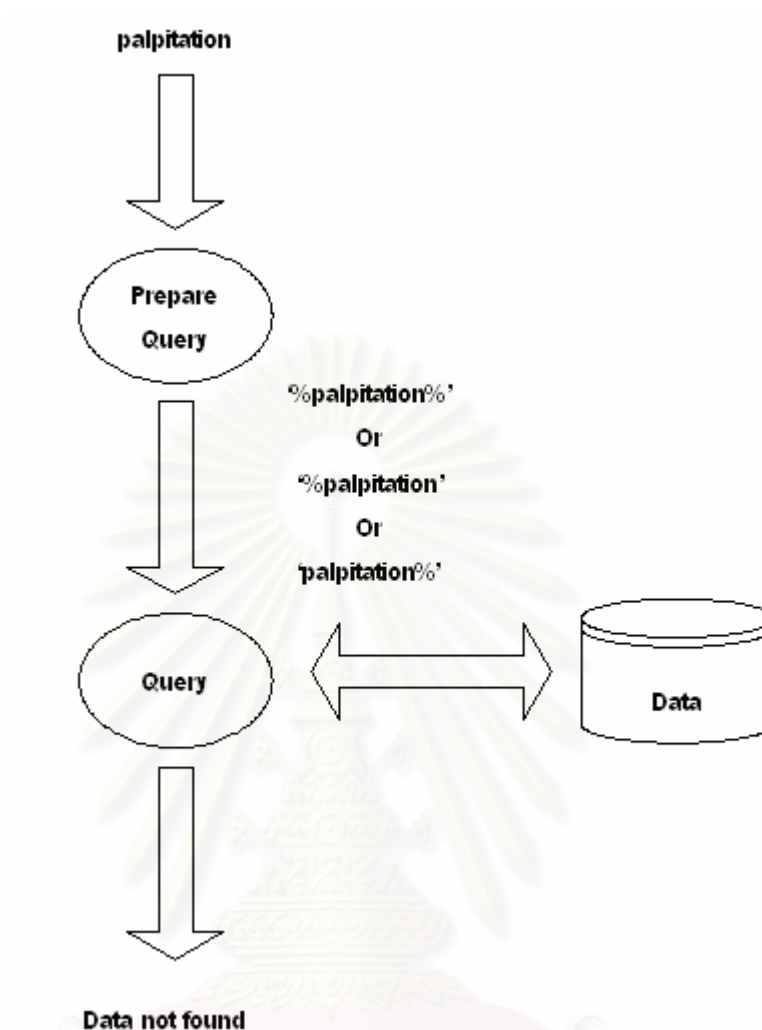 palpitation
Prepare
Query
‘%palpitation%’
Or
‘%palpitation’
Or
‘palpitation%’
Query
Data
Data not found